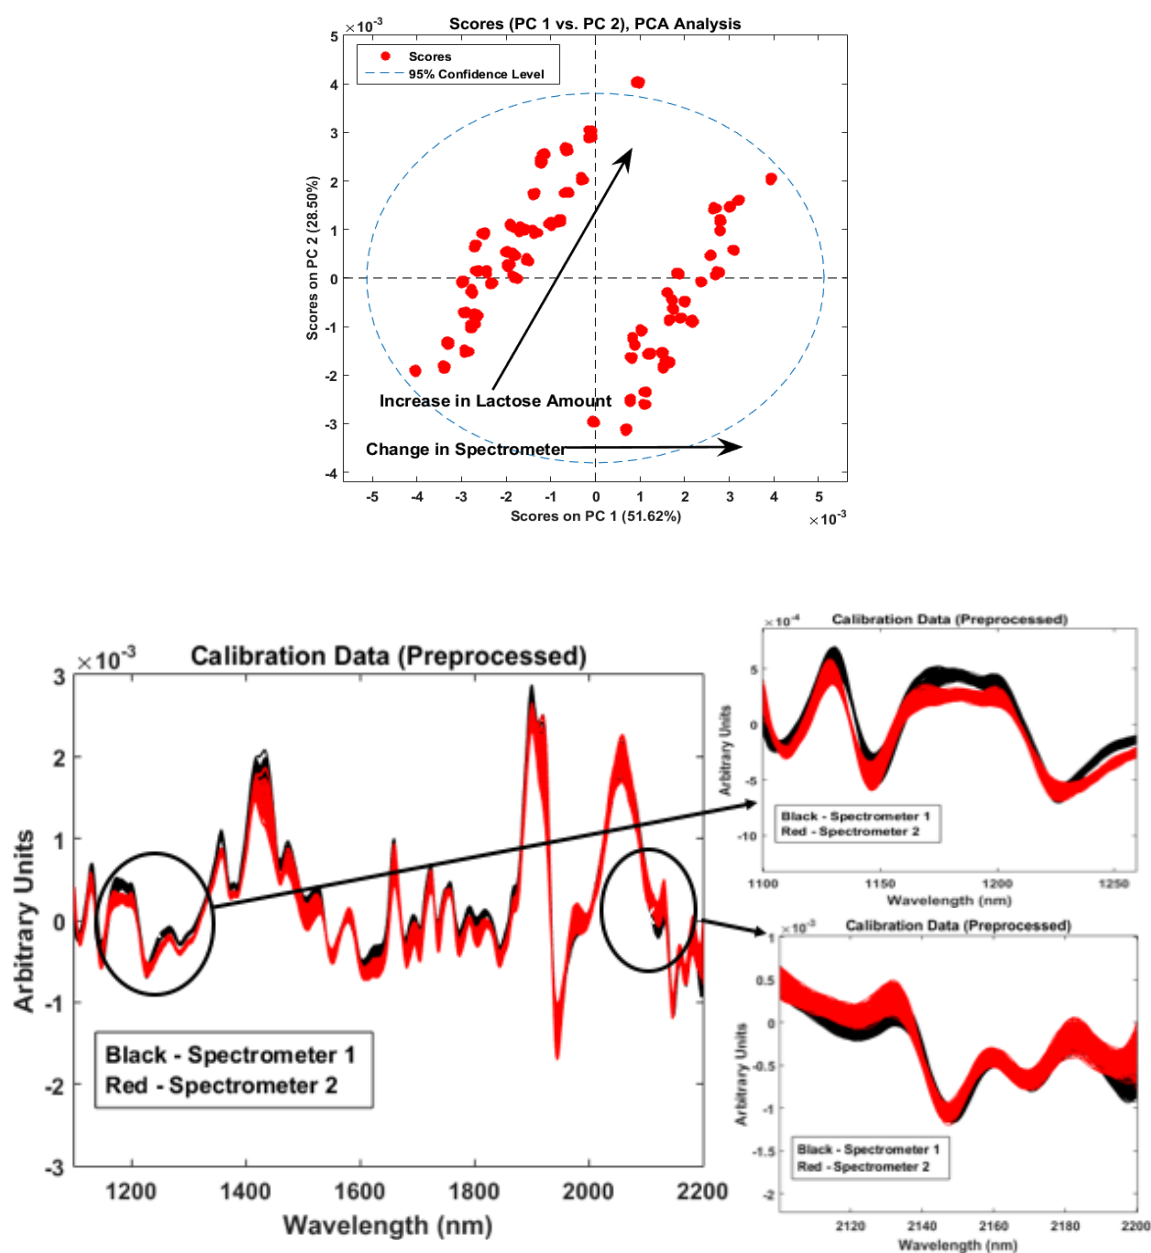 Scores (PC 1 vs. PC 2), PCA Analysis
×10⁻³
5
4
3
2
1
0
-1
-2
-3
-4
Scores on PC 2 (28.50%)
Scores
95% Confidence Level
Increase in Lactose Amount
Change in Spectrometer
-5 -4 -3 -2 -1 0 1 2 3 4 5
Scores on PC 1 (51.62%)
×10⁻³
Calibration Data (Preprocessed)
×10⁻³
3
2
1
0
-1
-2
-3
Arbitrary Units
Black - Spectrometer 1
Red - Spectrometer 2
1200 1400 1600 1800 2000 2200
Wavelength (nm)
Calibration Data (Preprocessed)
×10⁻⁴
5
0
-5
-10
Arbitrary Units
Black - Spectrometer 1
Red - Spectrometer 2
1100 1150 1200 1250
Wavelength (nm)
Calibration Data (Preprocessed)
×10⁻³
1
0.5
0
-0.5
-1
-1.5
-2
Arbitrary Units
Black - Spectrometer 1
Red - Spectrometer 2
2120 2140 2160 2180 2200
Wavelength (nm)